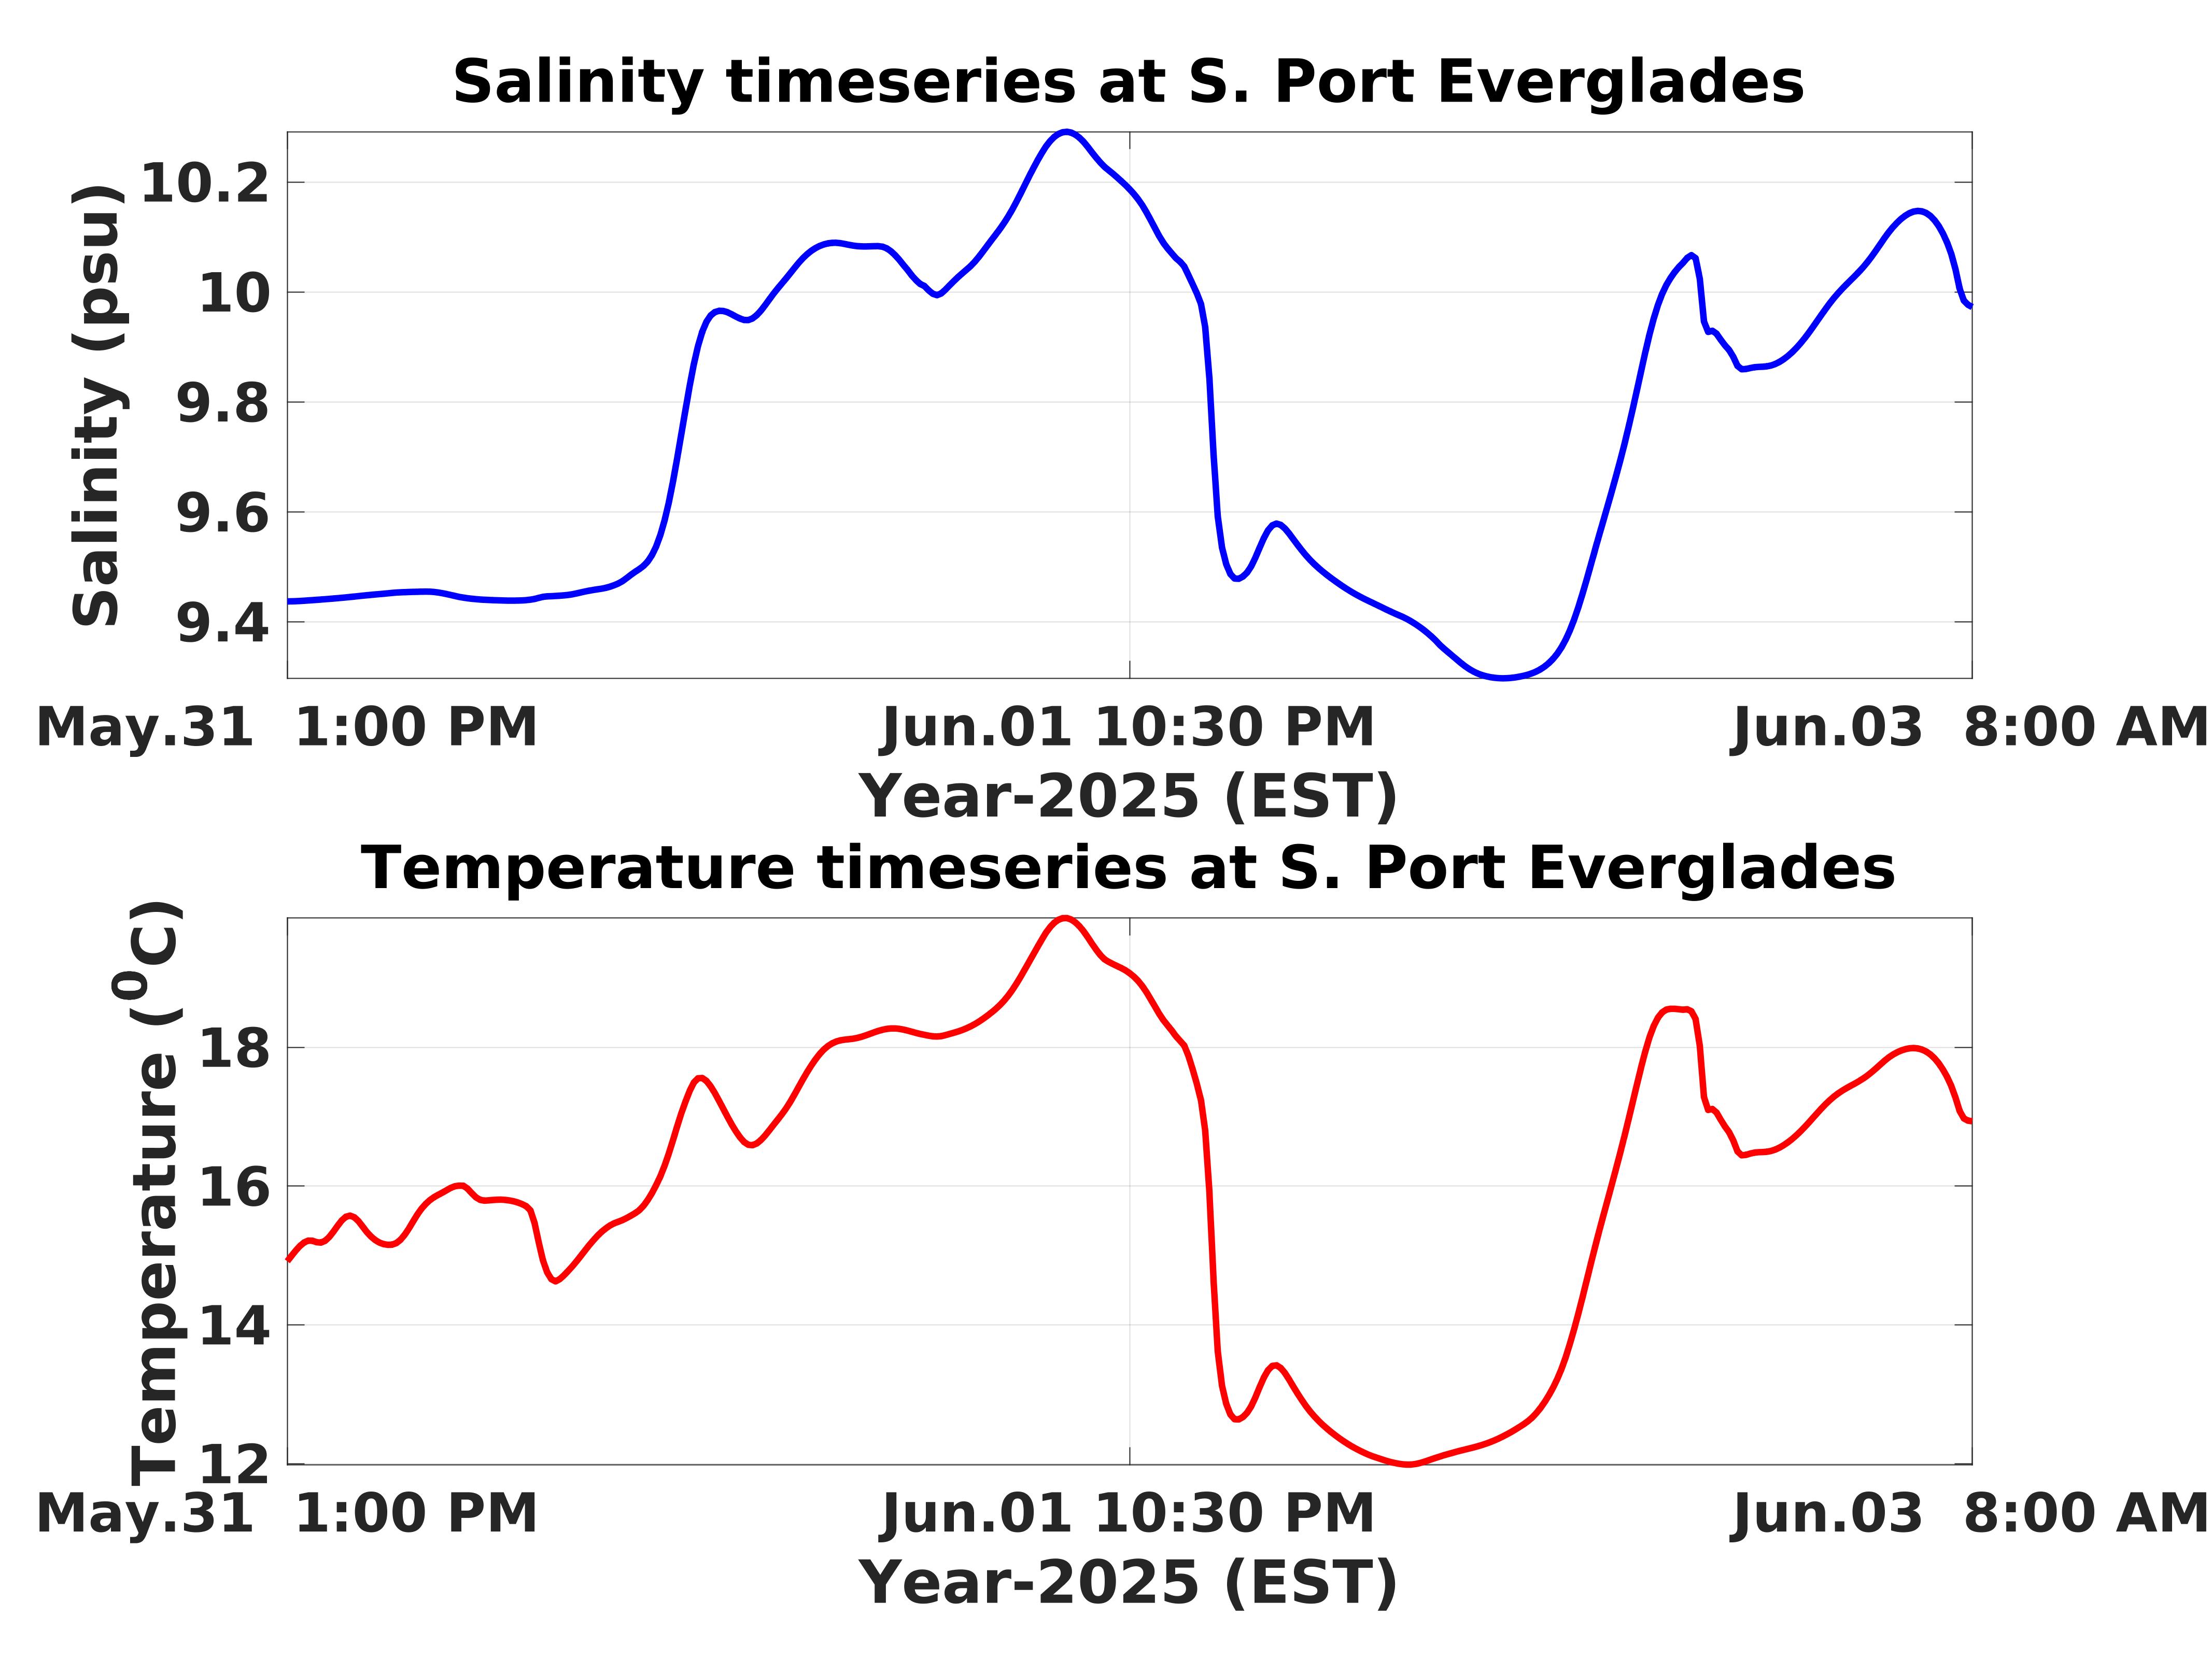 Salinity timeseries at S. Port Everglades
Salinity (psu)
10.2
10
9.8
9.6
9.4
May.31 1:00 PM Jun.01 10:30 PM Jun.03 8:00 AM
Year-2025 (EST)
Temperature timeseries at S. Port Everglades
Temperature (⁰C)
18
16
14
12
May.31 1:00 PM Jun.01 10:30 PM Jun.03 8:00 AM
Year-2025 (EST)